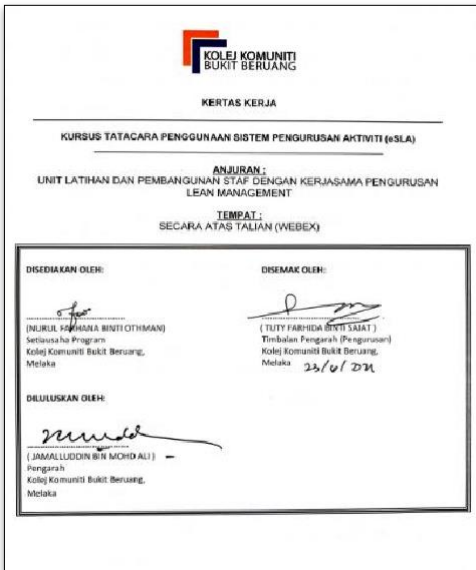 KOLEJ KOMUNITI
BUKIT BERUANG
KERTAS KERJA
KURSUS TATACARA PENGGUNAAN SISTEM PENGURUSAN AKTIVITI (eSLA)
ANJURAN :
UNIT LATIHAN DAN PEMBANGUNAN STAF DENGAN KERJASAMA PENGURUSAN
LEAN MANAGEMENT
TEMPAT :
SECARA ATAS TALIAN (WEBEX)
DISEDIAKAN OLEH:
(NURUL FARHANA BINTI OTHMAN)
Setiausaha Program
Kolej Komuniti Bukit Beruang,
Melaka
DISEMAK OLEH:
( TUTY FARHIDA BINTI SAJAT )
Timbalan Pengarah (Pengurusan)
Kolej Komuniti Bukit Beruang,
Melaka
DILULUSKAN OLEH:
( JAMALLUDDIN BIN MOHD ALI )
Pengarah
Kolej Komuniti Bukit Beruang,
Melaka